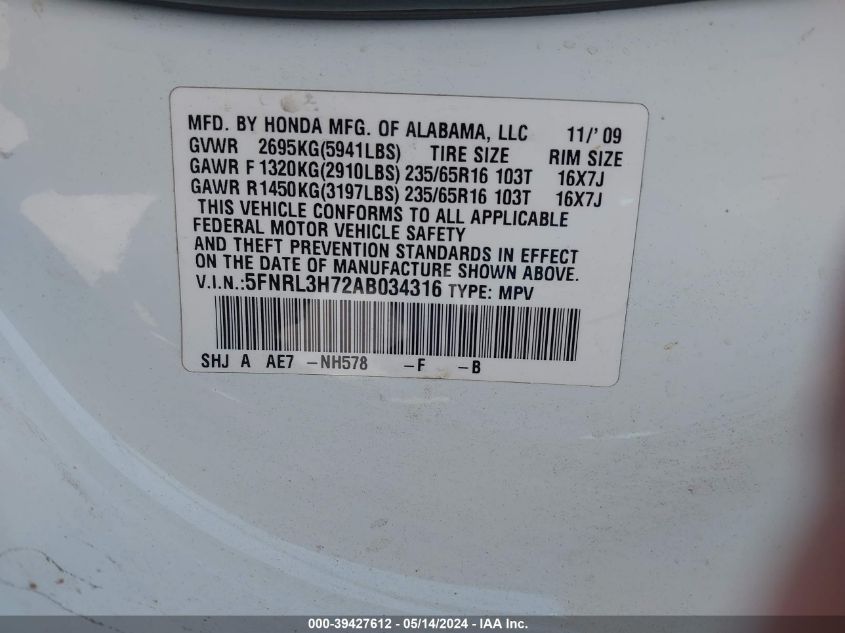 MFD. BY HONDA MFG. OF ALABAMA, LLC 11/'09
GVWR 2695KG(5941LBS) TIRE SIZE RIM SIZE
GAWR F 1320KG(2910LBS) 235/65R16 103T 16X7J
GAWR R1450KG(3197LBS) 235/65R16 103T 16X7J
THIS VEHICLE CONFORMS TO ALL APPLICABLE
FEDERAL MOTOR VEHICLE SAFETY
AND THEFT PREVENTION STANDARDS IN EFFECT
ON THE DATE OF MANUFACTURE SHOWN ABOVE.
V.I.N.:5FNRL3H72AB034316 TYPE: MPV
SHJ A AE7 -NH578 -F -B
000-39427612 - 05/14/2024 - IAA Inc.